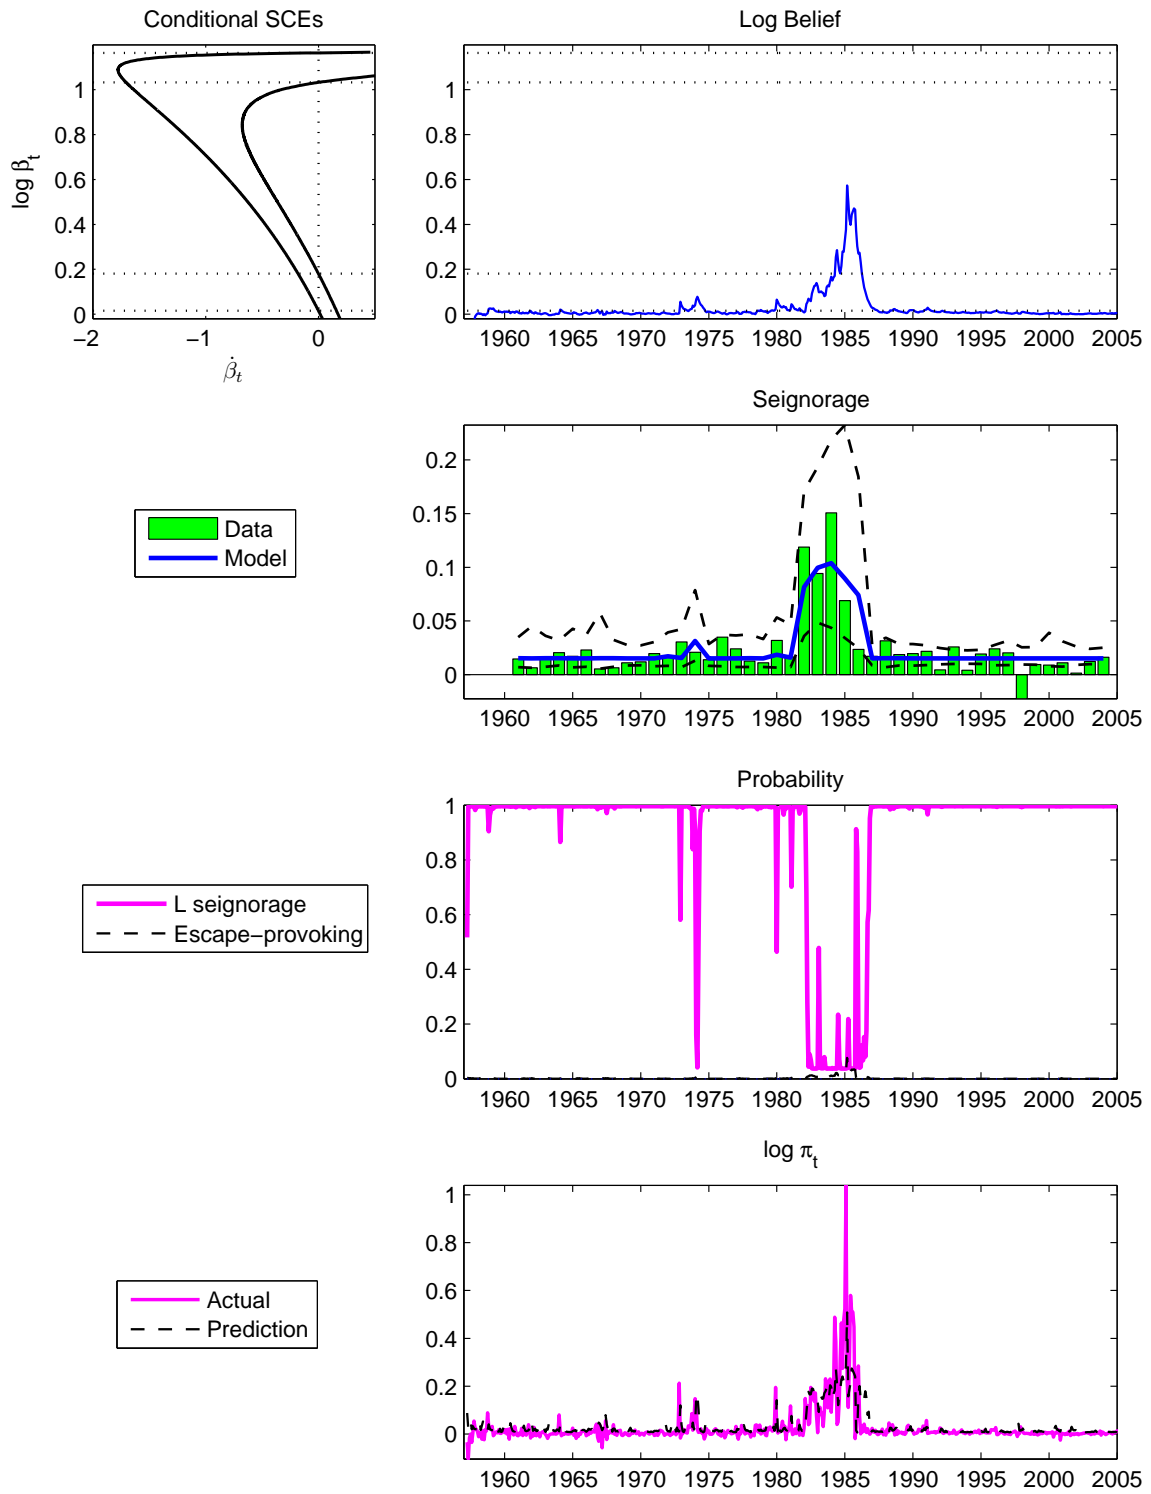 Conditional SCEs
log β_t
1
0.8
0.6
0.4
0.2
0
−2 −1 0
β̇_t
Log Belief
1
0.8
0.6
0.4
0.2
0
1960 1965 1970 1975 1980 1985 1990 1995 2000 2005
Seignorage
0.2
0.15
0.1
0.05
0
1960 1965 1970 1975 1980 1985 1990 1995 2000 2005
Data
Model
Probability
1
0.8
0.6
0.4
0.2
0
1960 1965 1970 1975 1980 1985 1990 1995 2000 2005
L seignorage
Escape−provoking
log π_t
1
0.8
0.6
0.4
0.2
0
1960 1965 1970 1975 1980 1985 1990 1995 2000 2005
Actual
Prediction